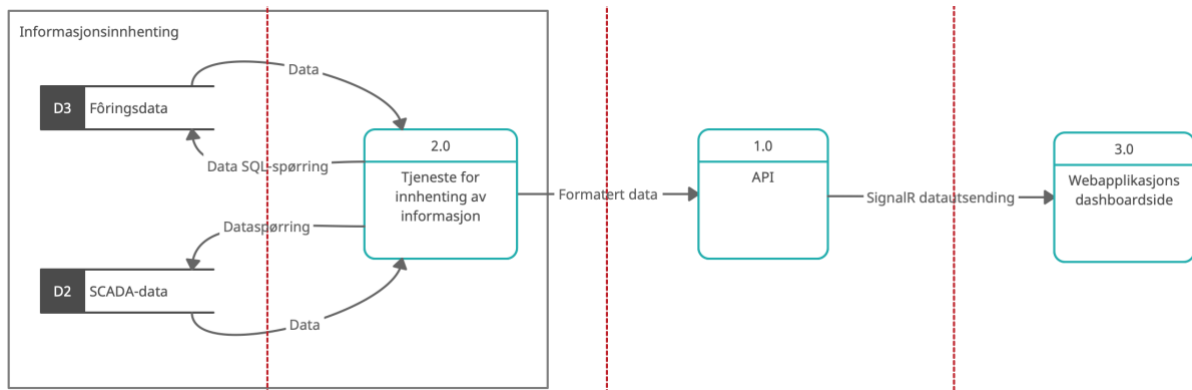 Informasjonsinnhenting
Data
D3
Fôringsdata
Data SQL-spørring
2.0
Tjeneste for
innhenting av
informasjon
Dataspørring
D2
SCADA-data
Data
Formatert data
1.0
API
SignalR datautsending
3.0
Webapplikasjons
dashboardside